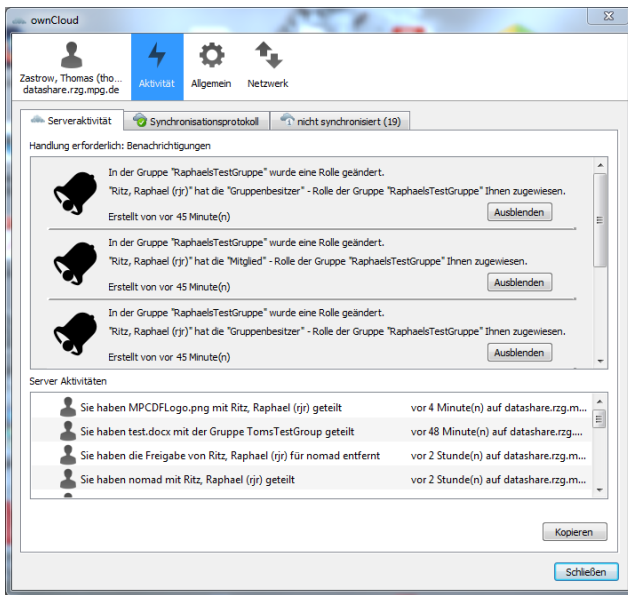 ownCloud
Zastrow, Thomas (tho...
datashare.rzg.mpg.de
Aktivität
Allgemein
Netzwerk
Serveraktivität
Synchronisationsprotokoll
nicht synchronisiert (19)
Handlung erforderlich: Benachrichtigungen
In der Gruppe "RaphaelsTestGruppe" wurde eine Rolle geändert.
"Ritz, Raphael (rjr)" hat die "Gruppenbesitzer" - Rolle der Gruppe "RaphaelsTestGruppe" Ihnen zugewiesen.
Erstellt von vor 45 Minute(n)
Ausblenden
In der Gruppe "RaphaelsTestGruppe" wurde eine Rolle geändert.
"Ritz, Raphael (rjr)" hat die "Mitglied" - Rolle der Gruppe "RaphaelsTestGruppe" Ihnen zugewiesen.
Erstellt von vor 45 Minute(n)
Ausblenden
In der Gruppe "RaphaelsTestGruppe" wurde eine Rolle geändert.
"Ritz, Raphael (rjr)" hat die "Gruppenbesitzer" - Rolle der Gruppe "RaphaelsTestGruppe" Ihnen zugewiesen.
Erstellt von vor 45 Minute(n)
Ausblenden
Server Aktivitäten
Sie haben MPCDFLogo.png mit Ritz, Raphael (rjr) geteilt vor 4 Minute(n) auf datashare.rzg.m...
Sie haben test.docx mit der Gruppe TomsTestGroup geteilt vor 48 Minute(n) auf datashare.rzg....
Sie haben die Freigabe von Ritz, Raphael (rjr) für nomad entfernt vor 2 Stunde(n) auf datashare.rzg.m...
Sie haben nomad mit Ritz, Raphael (rjr) geteilt vor 2 Stunde(n) auf datashare.rzg.m...
Kopieren
Schließen